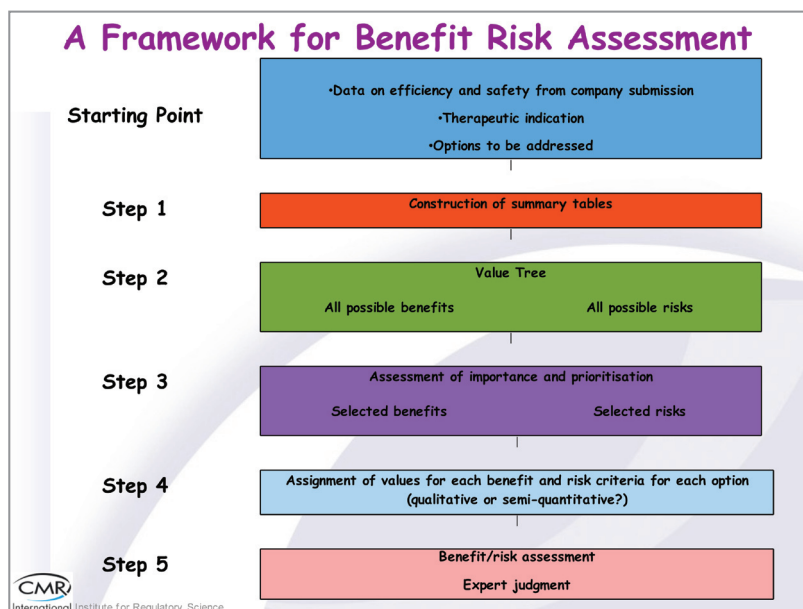 A Framework for Benefit Risk Assessment
Starting Point
•Data on efficiency and safety from company submission
•Therapeutic indication
•Options to be addressed
Step 1
Construction of summary tables
Step 2
Value Tree
All possible benefits All possible risks
Step 3
Assessment of importance and prioritisation
Selected benefits Selected risks
Step 4
Assignment of values for each benefit and risk criteria for each option
(qualitative or semi-quantitative?)
Step 5
Benefit/risk assessment
Expert judgment
CMR
International Institute for Regulatory Science